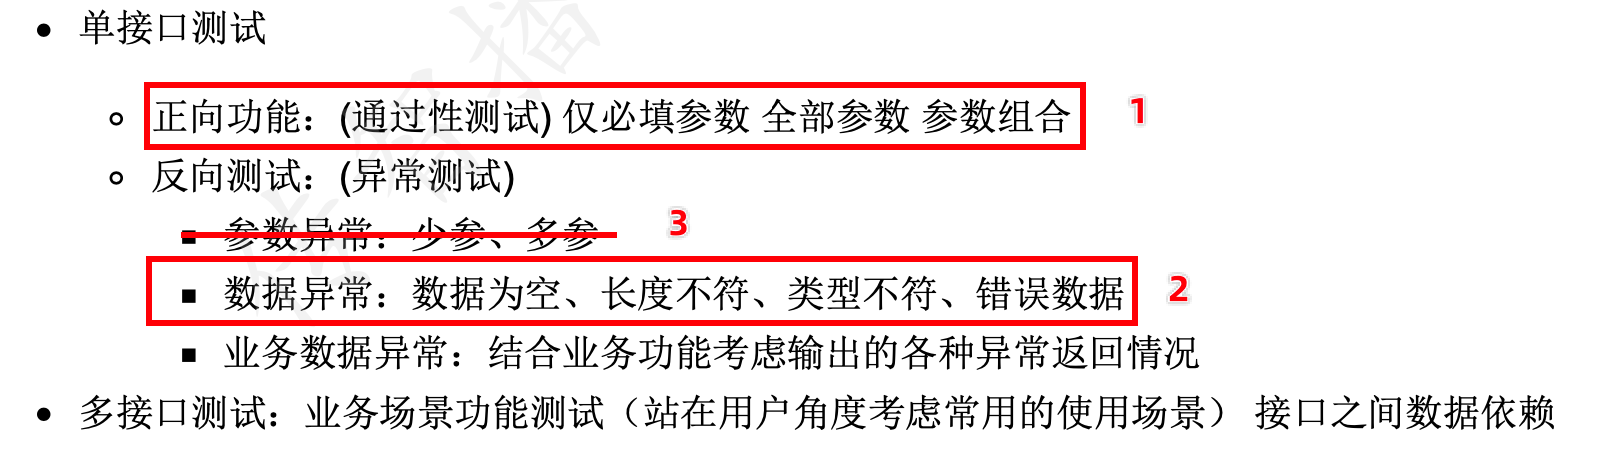 单接口测试
正向功能：(通过性测试) 仅必填参数 全部参数 参数组合 1
反向测试：(异常测试)
参数异常：少参、多参 3
数据异常：数据为空、长度不符、类型不符、错误数据 2
业务数据异常：结合业务功能考虑输出的各种异常返回情况
多接口测试：业务场景功能测试（站在用户角度考虑常用的使用场景） 接口之间数据依赖